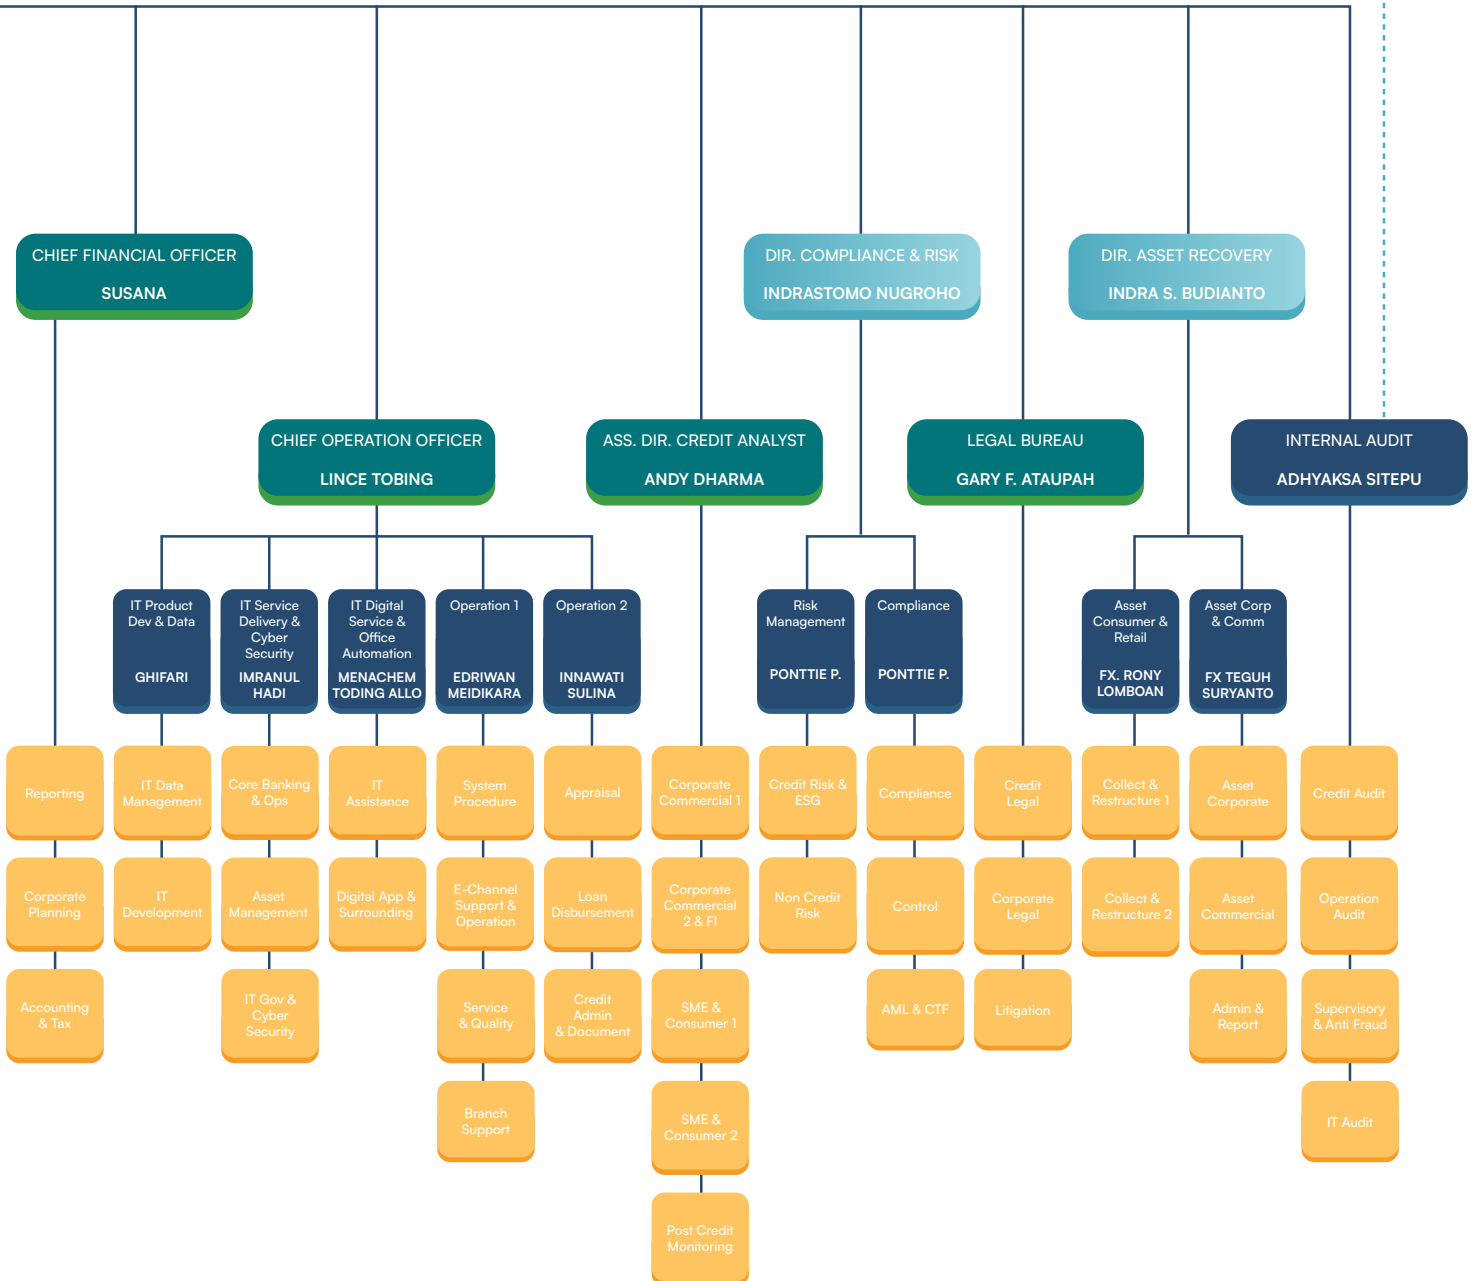 CHIEF FINANCIAL OFFICER
SUSANA
DIR. COMPLIANCE & RISK
INDRASTOMO NUGROHO
DIR. ASSET RECOVERY
INDRA S. BUDIANTO
CHIEF OPERATION OFFICER
LINCE TOBING
ASS. DIR. CREDIT ANALYST
ANDY DHARMA
LEGAL BUREAU
GARY F. ATAUPAH
INTERNAL AUDIT
ADHYAKSA SITEPU
IT Product
Dev & Data
GHIFARI
IT Service
Delivery &
Cyber
Security
IMRANUL
HADI
IT Digital
Service &
Office
Automation
MENACHEM
TODING ALLO
Operation 1
EDRIWAN
MEIDIKARA
Operation 2
INNAWATI
SULINA
Risk
Management
PONTTIE P.
Compliance
PONTTIE P.
Asset
Consumer &
Retail
FX. RONY
LOMBOAN
Asset Corp
& Comm
FX TEGUH
SURYANTO
Reporting
IT Data
Management
Core Banking
& Ops
IT
Assistance
System
Procedure
Appraisal
Corporate
Commercial 1
Credit Risk &
ESG
Compliance
Credit
Legal
Collect &
Restructure 1
Asset
Corporate
Credit Audit
Corporate
Planning
IT
Development
Asset
Management
Digital App &
Surrounding
E-Channel
Support &
Operation
Loan
Disbursement
Corporate
Commercial
2 & FI
Non Credit
Risk
Control
Corporate
Legal
Collect &
Restructure 2
Asset
Commercial
Operation
Audit
Accounting
& Tax
IT Gov &
Cyber
Security
Service
& Quality
Credit
Admin
& Document
SME &
Consumer 1
AML & CTF
Litigation
Admin &
Report
Supervisory
& Anti Fraud
Branch
Support
SME &
Consumer 2
IT Audit
Post Credit
Monitoring